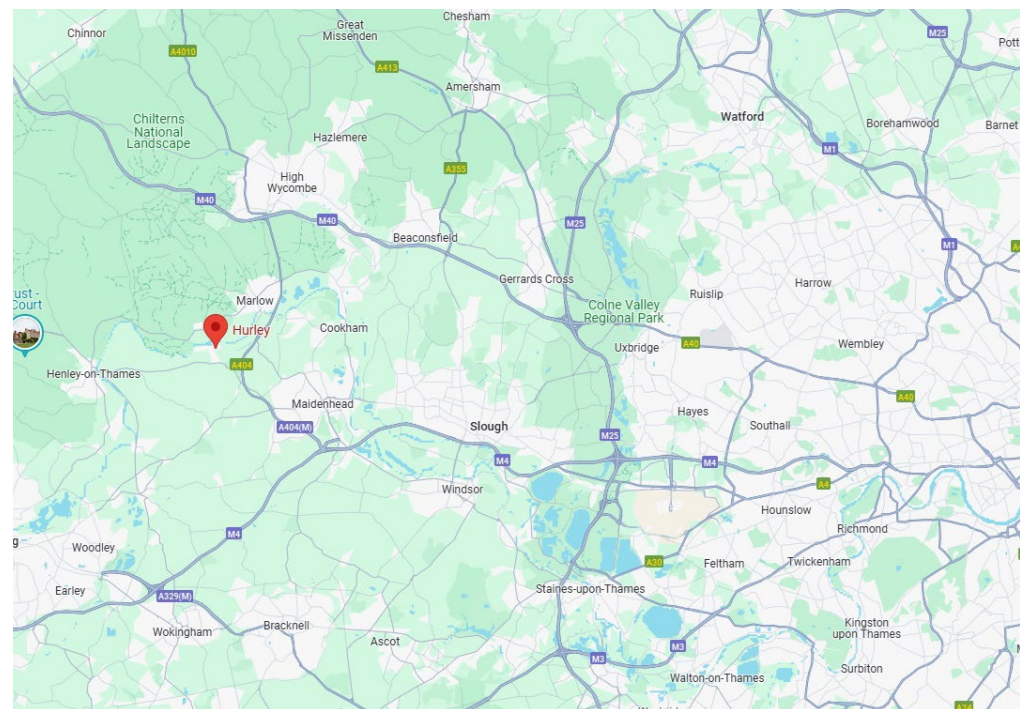 Chesham
Great
Missenden
Chinnor
M25
Pott
A4010
A413
Amersham
Chilterns
National
Landscape
Watford
Borehamwood
Barnet
Hazlemere
M1
A355
High
Wycombe
M40
M40
M25
Beaconsfield
M1
Gerrards Cross
Harrow
Ruislip
ust -
Court
Marlow
Colne Valley
Regional Park
Hurley
Cookham
Uxbridge
A40
Wembley
A404
Henley-on-Thames
A40
Maidenhead
Hayes
A404(M)
Slough
Southall
M25
M4
M4
A4
Windsor
Hounslow
Richmond
M4
g
Woodley
A30
Feltham
Twickenham
Earley
Staines-upon-Thames
A329(M)
Wokingham
Bracknell
Ascot
Kingston
upon Thames
M3
M3
Surbiton
Walton-on-Thames